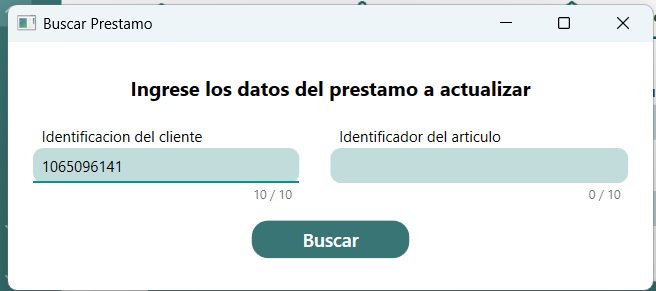 Buscar Prestamo
Ingrese los datos del prestamo a actualizar
Identificacion del cliente
Identificador del articulo
1065096141
10 / 10
0 / 10
Buscar